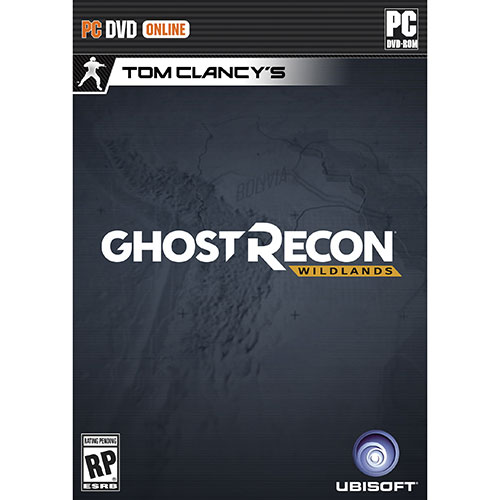 PC DVD ONLINE
PC
DVD-ROM
TOM CLANCY'S
BOLIVIA
GHOST RECON
WILDLANDS
RATING PENDING
RP
ESRB
UBISOFT